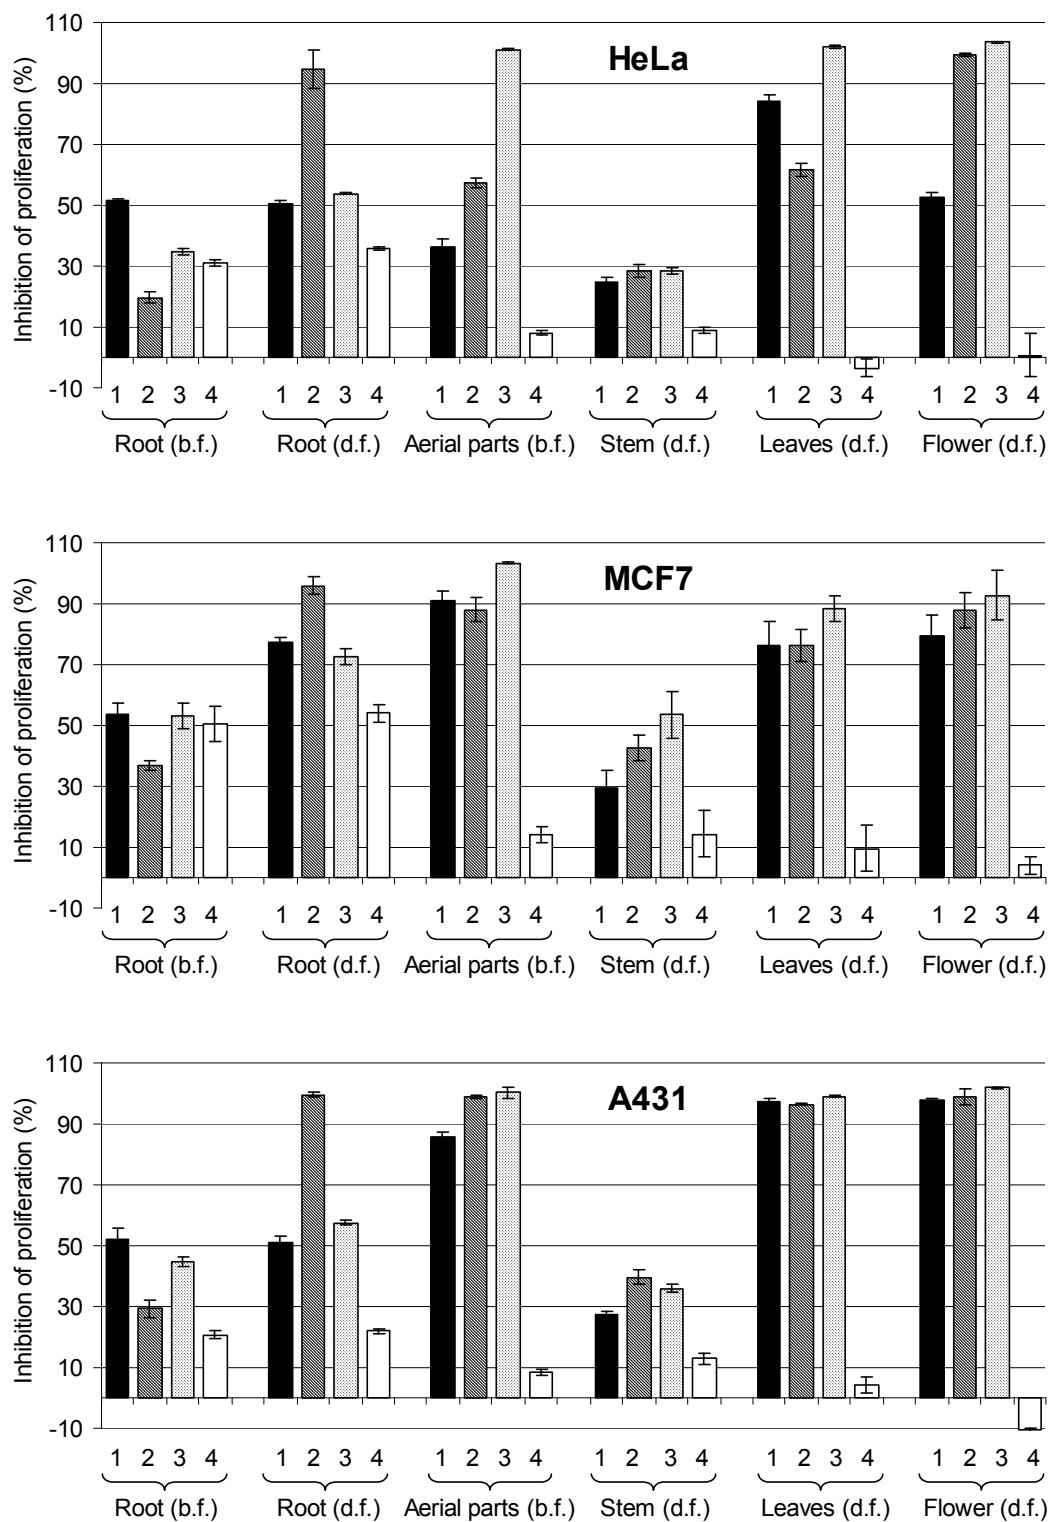 HeLa
Inhibition of proliferation (%)
110
90
70
50
30
10
-10
1 2 3 4 1 2 3 4 1 2 3 4 1 2 3 4 1 2 3 4 1 2 3 4
Root (b.f.) Root (d.f.) Aerial parts (b.f.) Stem (d.f.) Leaves (d.f.) Flower (d.f.)
MCF7
Inhibition of proliferation (%)
110
90
70
50
30
10
-10
1 2 3 4 1 2 3 4 1 2 3 4 1 2 3 4 1 2 3 4 1 2 3 4
Root (b.f.) Root (d.f.) Aerial parts (b.f.) Stem (d.f.) Leaves (d.f.) Flower (d.f.)
A431
Inhibition of proliferation (%)
110
90
70
50
30
10
-10
1 2 3 4 1 2 3 4 1 2 3 4 1 2 3 4 1 2 3 4 1 2 3 4
Root (b.f.) Root (d.f.) Aerial parts (b.f.) Stem (d.f.) Leaves (d.f.) Flower (d.f.)